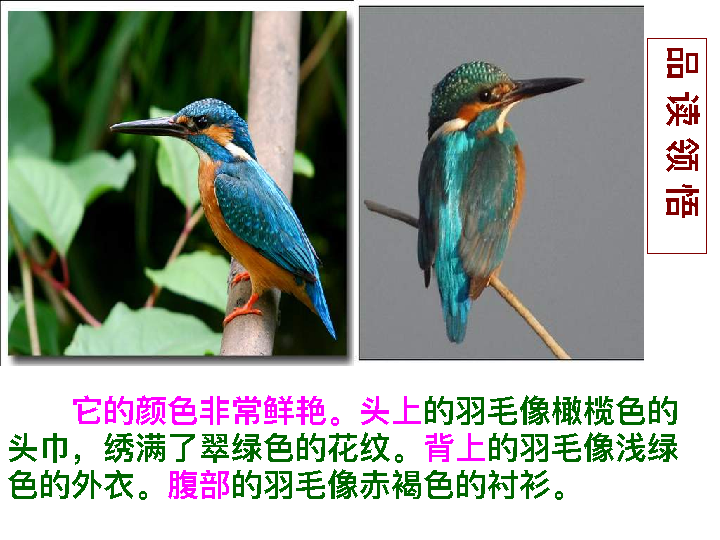 品读领悟
它的颜色非常鲜艳。头上的羽毛像橄榄色的
头巾，绣满了翠绿色的花纹。背上的羽毛像浅绿
色的外衣。腹部的羽毛像赤褐色的衬衫。